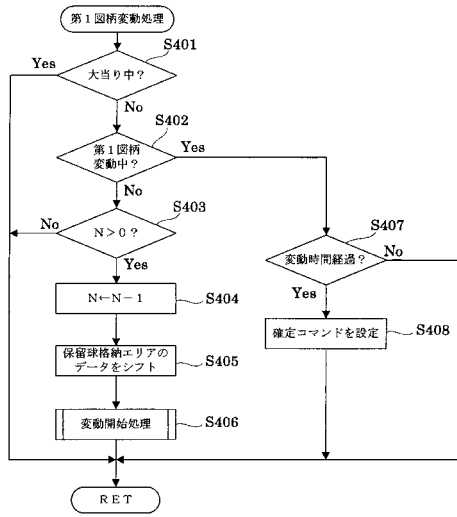 第1図柄変動処理
S401
Yes
大当り中？
No
S402
第1図柄
変動中？
Yes
No
S403
No
N＞0？
S407
変動時間経過？
No
Yes
Yes
N←N－1
S404
確定コマンドを設定
S408
保留球格納エリアの
データをシフト
S405
変動開始処理
S406
RET